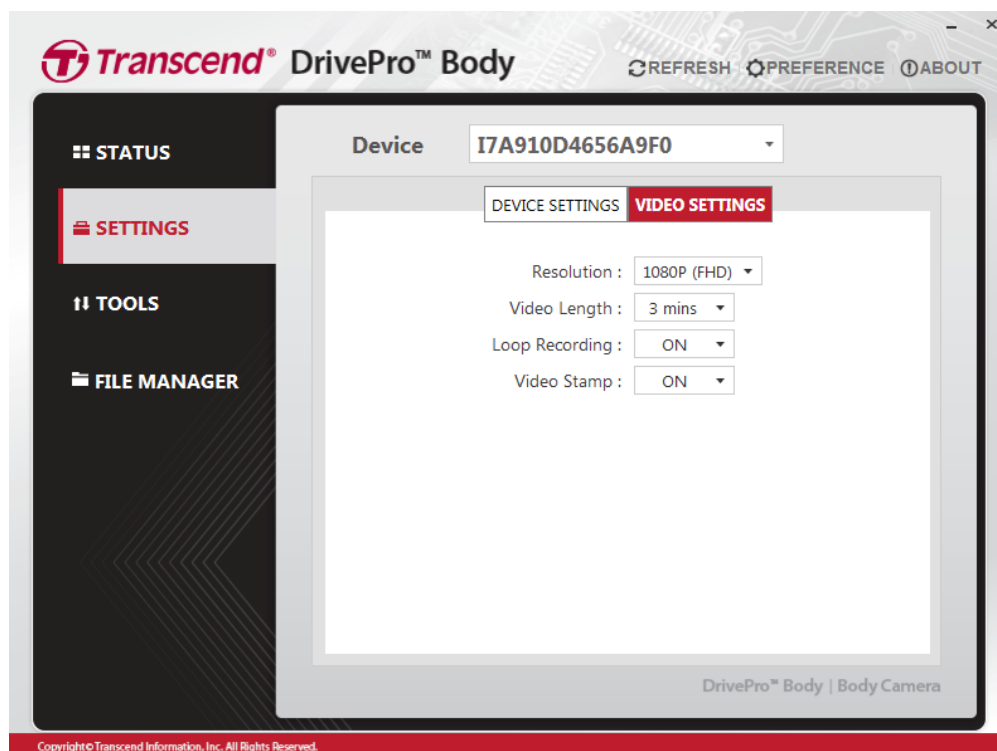 Transcend® DrivePro™ Body
REFRESH PREFERENCE ABOUT
STATUS
SETTINGS
TOOLS
FILE MANAGER
Device I7A910D4656A9F0
DEVICE SETTINGS VIDEO SETTINGS
Resolution : 1080P (FHD)
Video Length : 3 mins
Loop Recording : ON
Video Stamp : ON
DrivePro™ Body | Body Camera
Copyright© Transcend Information, Inc. All Rights Reserved.